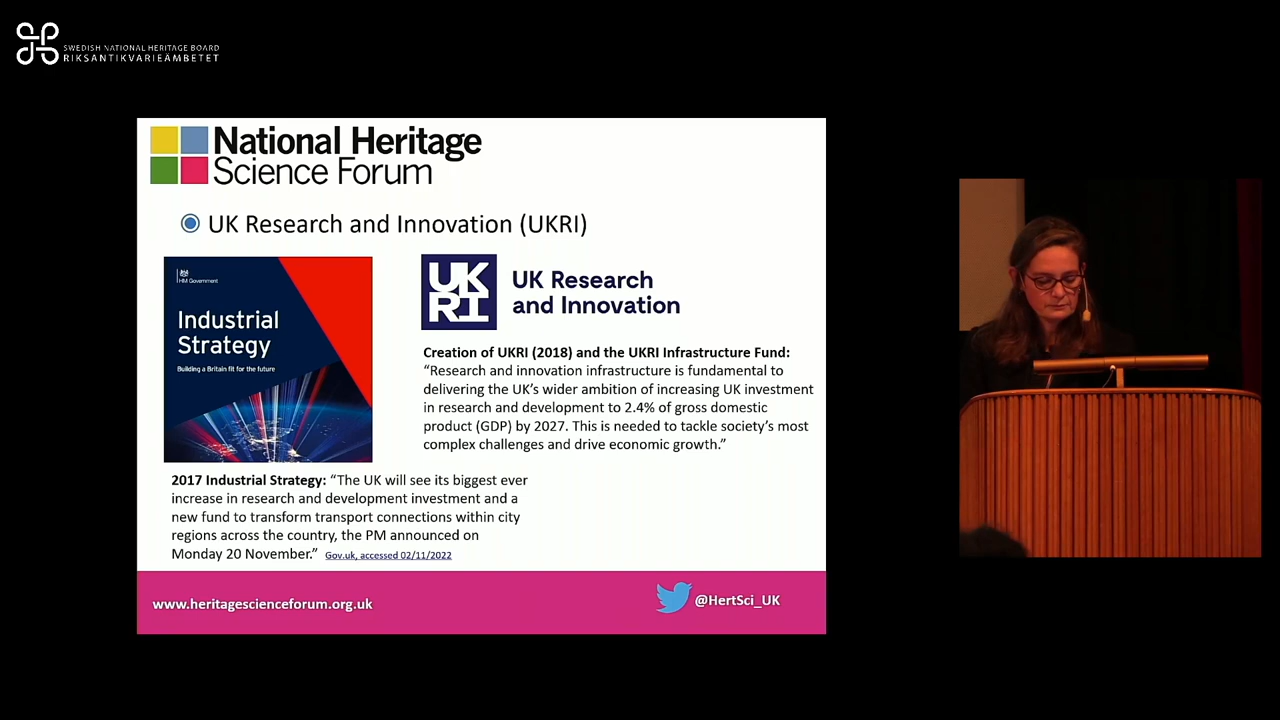 SWEDISH NATIONAL HERITAGE BOARD
RIKSANTIKVARIEÄMBETET
National Heritage
Science Forum
UK Research and Innovation (UKRI)
HM Government
Industrial
Strategy
Building a Britain fit for the future
UK
RI
UK Research
and Innovation
Creation of UKRI (2018) and the UKRI Infrastructure Fund:
“Research and innovation infrastructure is fundamental to
delivering the UK’s wider ambition of increasing UK investment
in research and development to 2.4% of gross domestic
product (GDP) by 2027. This is needed to tackle society’s most
complex challenges and drive economic growth.”
2017 Industrial Strategy: “The UK will see its biggest ever
increase in research and development investment and a
new fund to transform transport connections within city
regions across the country, the PM announced on
Monday 20 November.” Gov.uk, accessed 02/11/2022
www.heritagescienceforum.org.uk
@HertSci_UK